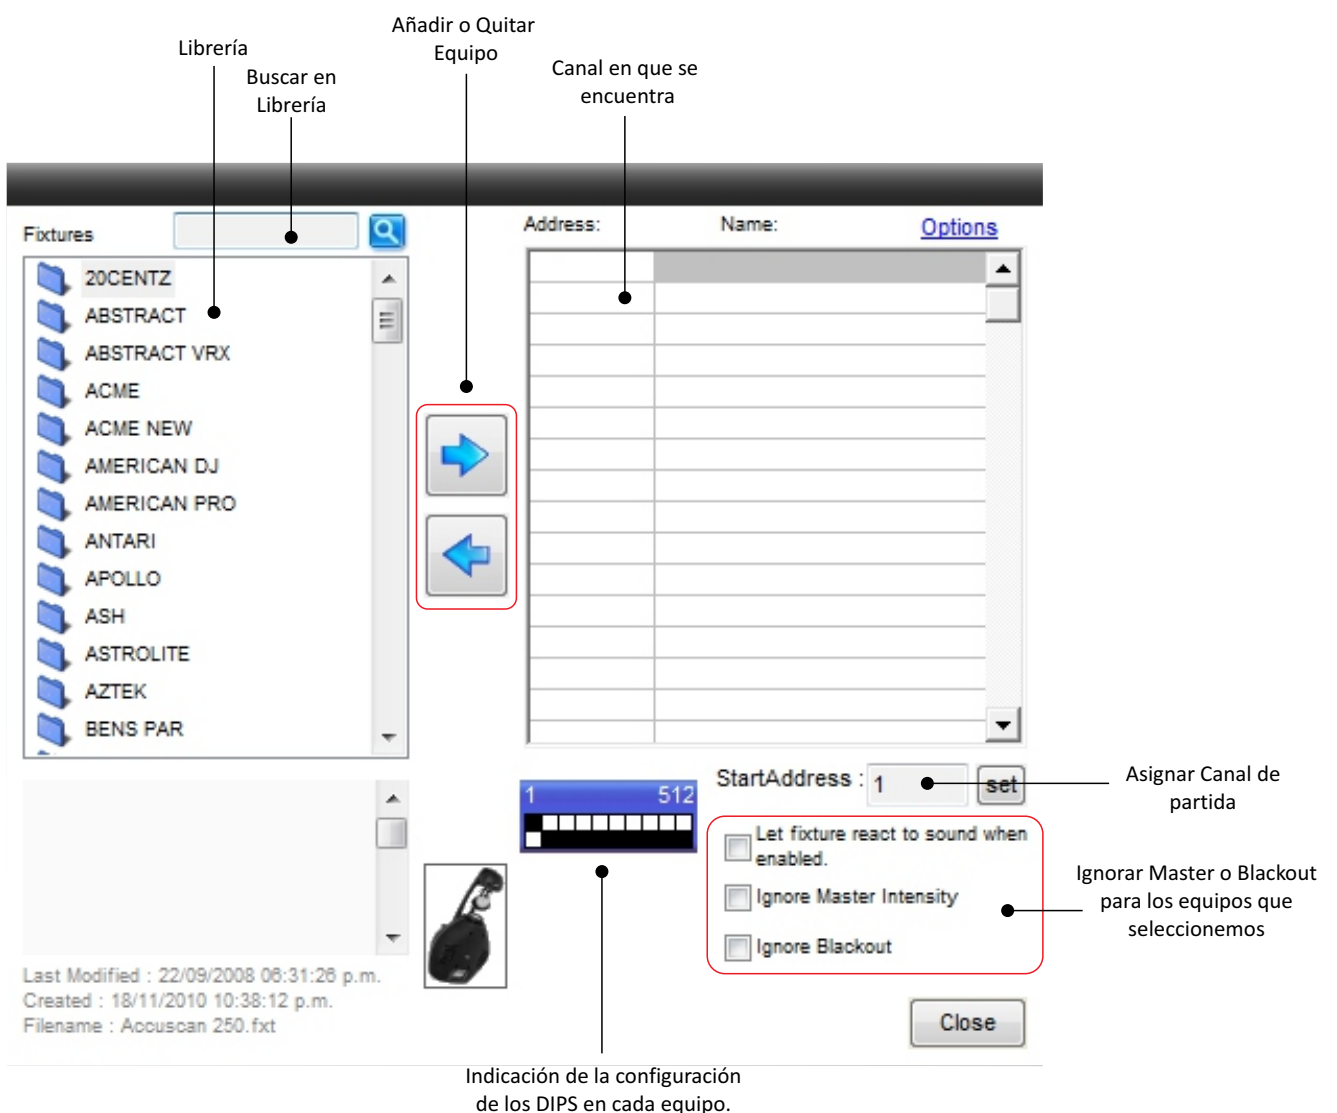 Añadir o Quitar
Equipo
Librería
Buscar en
Librería
Canal en que se
encuentra
Fixtures
Address:
Name:
Options
20CENTZ
ABSTRACT
ABSTRACT VRX
ACME
ACME NEW
AMERICAN DJ
AMERICAN PRO
ANTARI
APOLLO
ASH
ASTROLITE
AZTEK
BENS PAR
StartAddress :
1
set
Asignar Canal de
partida
1
512
Let fixture react to sound when
enabled.
Ignore Master Intensity
Ignore Blackout
Ignorar Master o Blackout
para los equipos que
seleccionemos
Last Modified : 22/09/2008 06:31:26 p.m.
Created : 18/11/2010 10:38:12 p.m.
Filename : Accuscan 250.fxt
Close
Indicación de la configuración
de los DIPS en cada equipo.